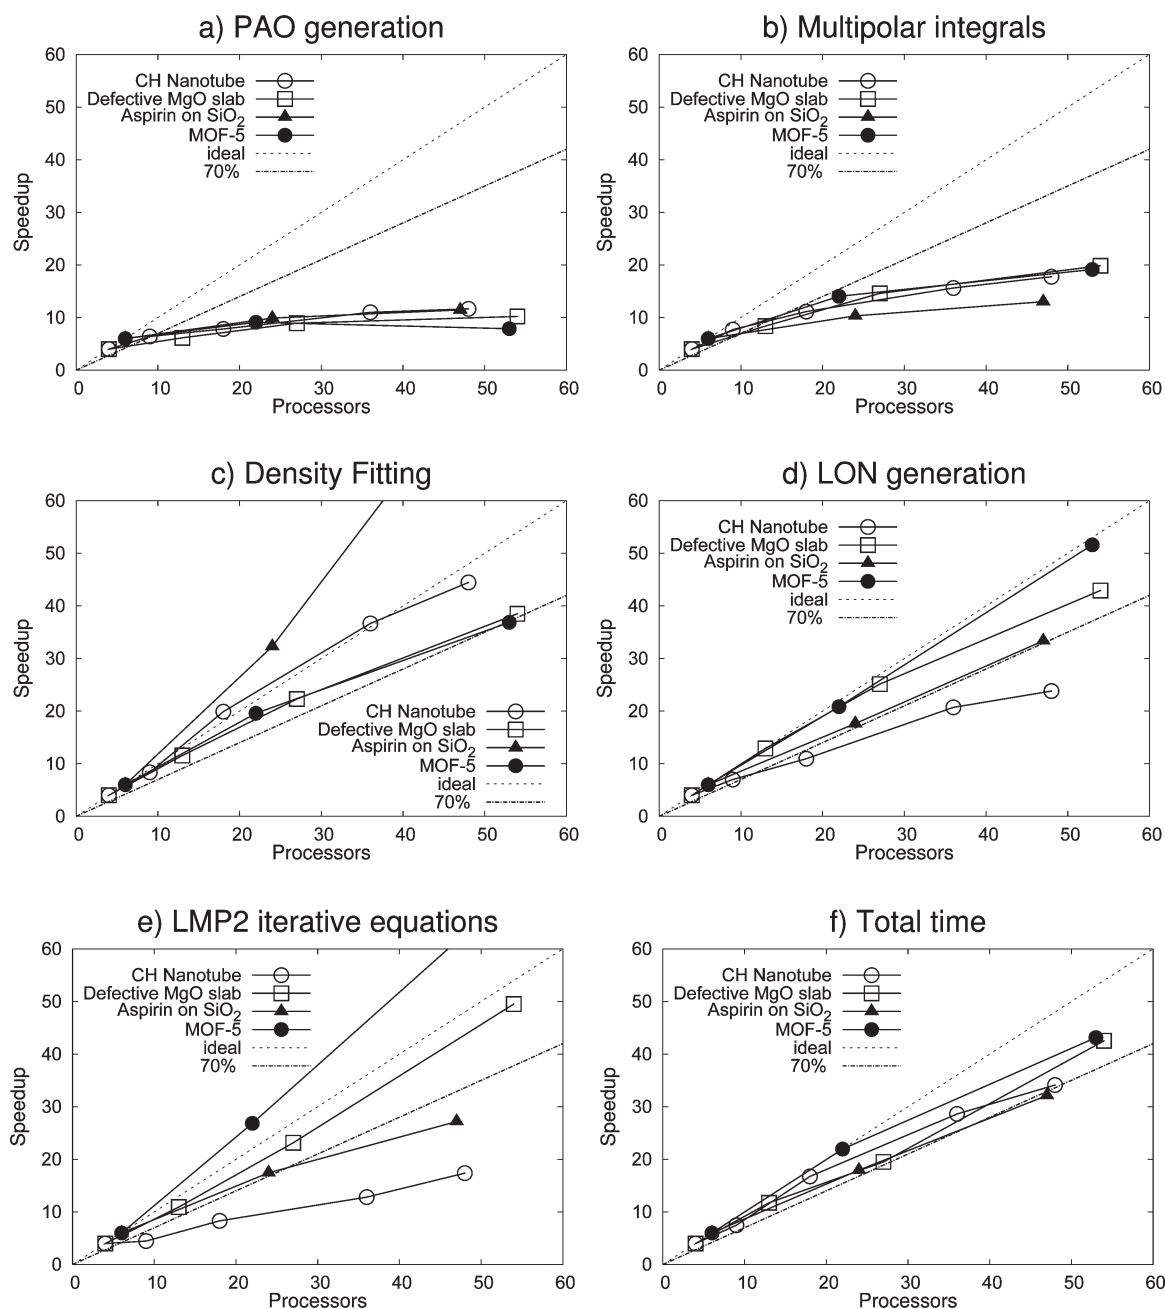 a) PAO generation
CH Nanotube
Defective MgO slab
Aspirin on SiO2
MOF-5
ideal
70%
Speedup
60
50
40
30
20
10
0
0 10 20 30 40 50 60
Processors
b) Multipolar integrals
CH Nanotube
Defective MgO slab
Aspirin on SiO2
MOF-5
ideal
70%
Speedup
60
50
40
30
20
10
0
0 10 20 30 40 50 60
Processors
c) Density Fitting
Speedup
60
50
40
30
20
10
0
CH Nanotube
Defective MgO slab
Aspirin on SiO2
MOF-5
ideal
70%
0 10 20 30 40 50 60
Processors
d) LON generation
CH Nanotube
Defective MgO slab
Aspirin on SiO2
MOF-5
ideal
70%
Speedup
60
50
40
30
20
10
0
0 10 20 30 40 50 60
Processors
e) LMP2 iterative equations
CH Nanotube
Defective MgO slab
Aspirin on SiO2
MOF-5
ideal
70%
Speedup
60
50
40
30
20
10
0
0 10 20 30 40 50 60
Processors
f) Total time
CH Nanotube
Defective MgO slab
Aspirin on SiO2
MOF-5
ideal
70%
Speedup
60
50
40
30
20
10
0
0 10 20 30 40 50 60
Processors